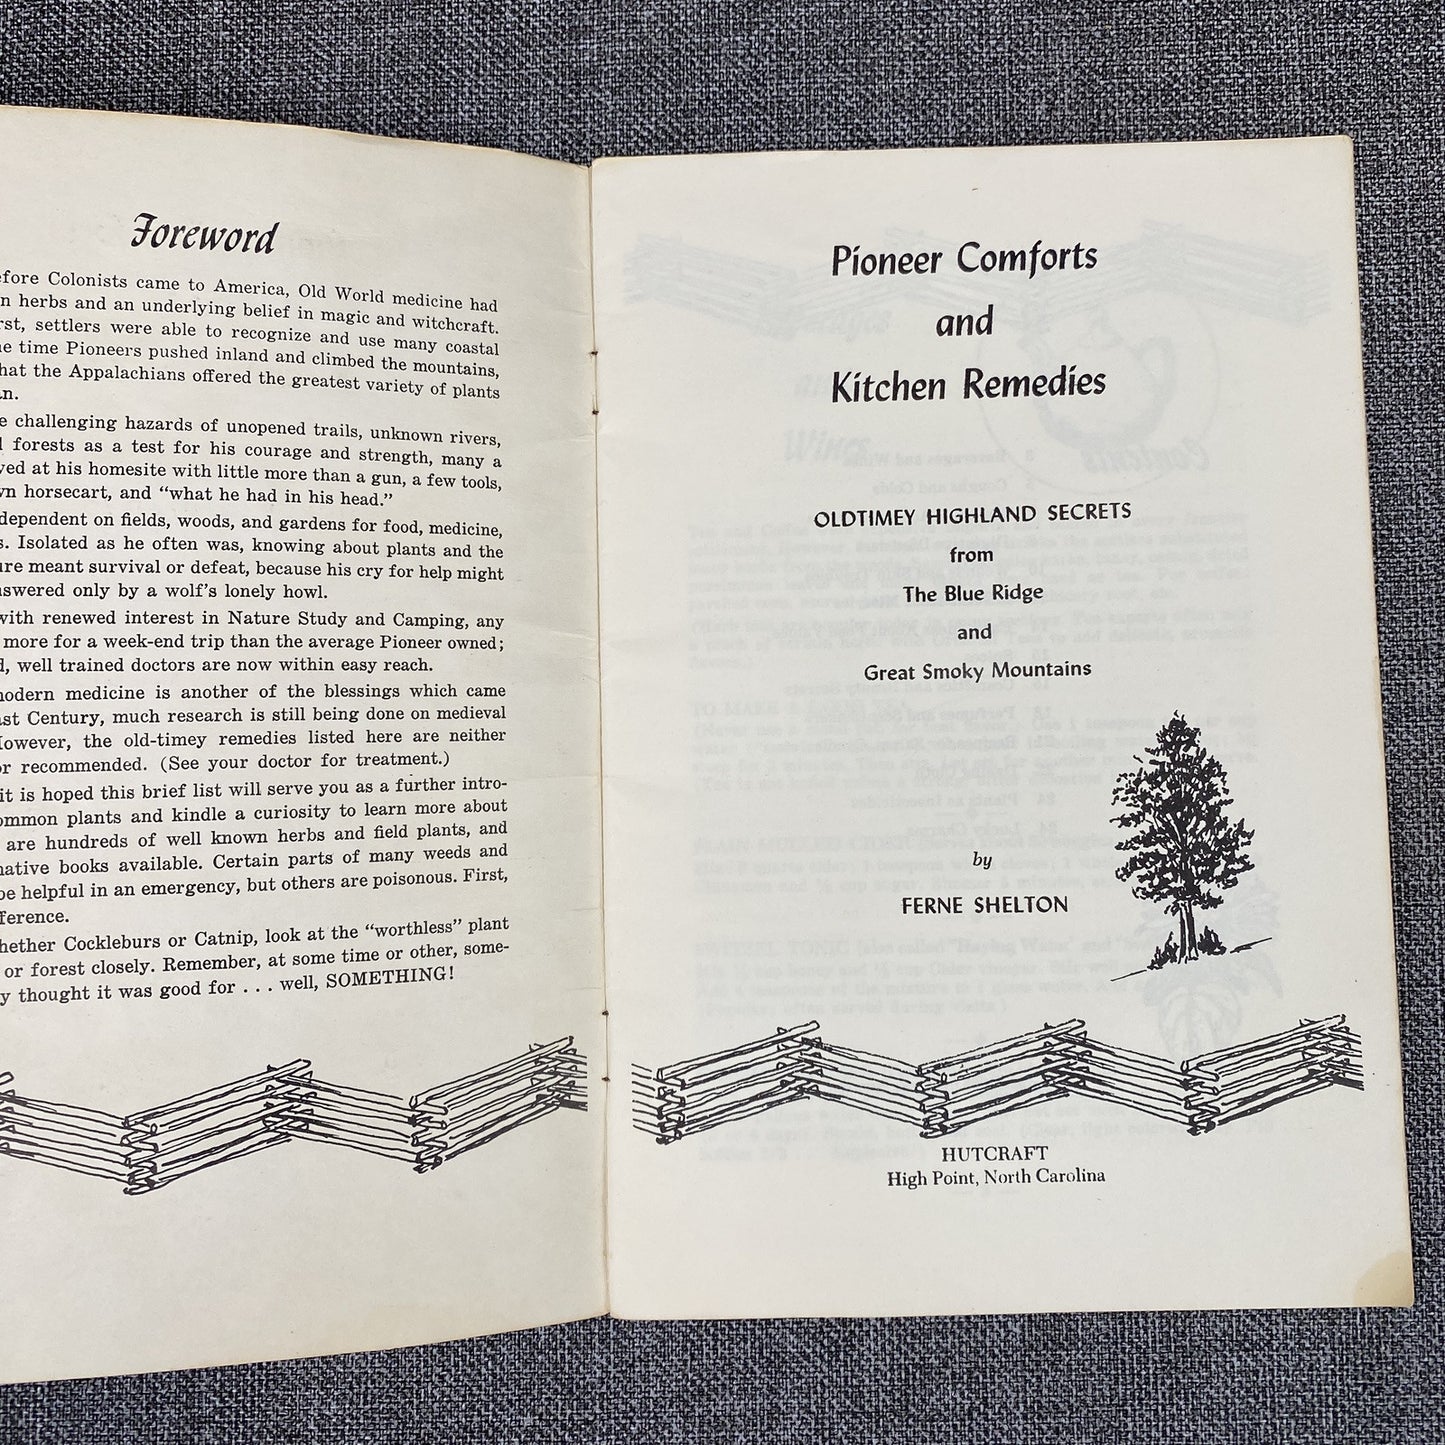 Foreword
Colonists came to America, Old World medicine had
herbs and an underlying belief in magic and witchcraft.
settlers were able to recognize and use many coastal
time Pioneers pushed inland and climbed the mountains,
that the Appalachians offered the greatest variety of plants
challenging hazards of unopened trails, unknown rivers,
forests as a test for his courage and strength, many a
at his homesite with little more than a gun, a few tools,
horsecart, and “what he had in his head.”
dependent on fields, woods, and gardens for food, medicine,
Isolated as he often was, knowing about plants and the
meant survival or defeat, because his cry for help might
only by a wolf’s lonely howl.
with renewed interest in Nature Study and Camping, any
more for a week-end trip than the average Pioneer owned;
well trained doctors are now within easy reach.
modern medicine is another of the blessings which came
Century, much research is still being done on medieval
However, the old-timey remedies listed here are neither
or recommended. (See your doctor for treatment.)
it is hoped this brief list will serve you as a further intro-
common plants and kindle a curiosity to learn more about
are hundreds of well known herbs and field plants, and
books available. Certain parts of many weeds and
be helpful in an emergency, but others are poisonous. First,
Cockleburs or Catnip, look at the “worthless” plant
or forest closely. Remember, at some time or other, some-
thought it was good for . . . well, SOMETHING!
Pioneer Comforts
and
Kitchen Remedies
OLDTIMEY HIGHLAND SECRETS
from
The Blue Ridge
and
Great Smoky Mountains
by
FERNE SHELTON
HUTCRAFT
High Point, North Carolina